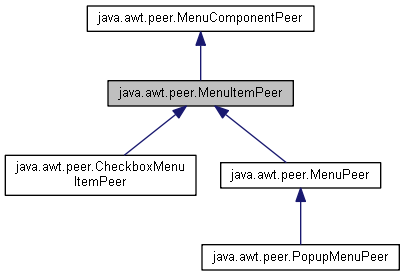 java.awt.peer.MenuComponentPeer
java.awt.peer.MenuItemPeer
java.awt.peer.CheckboxMenu
ItemPeer
java.awt.peer.MenuPeer
java.awt.peer.PopupMenuPeer